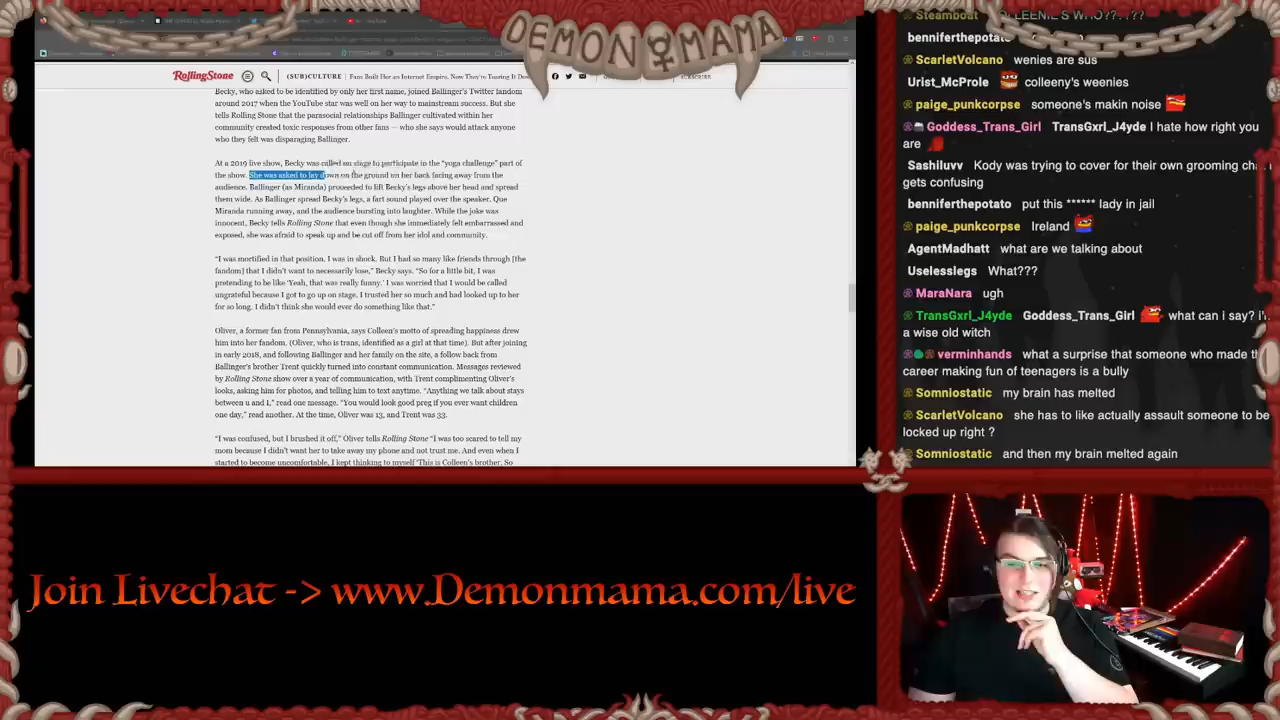 DEMON MAMA
RollingStone
(SUB)CULTURE
Fans Built Her an Internet Empire. Now They're Tearing It Down
SUBSCRIBE
Becky, who asked to be identified by only her first name, joined Ballinger's Twitter fandom
around 2017 when the YouTube star was well on her way to mainstream success. But she
tells Rolling Stone that the parasocial relationships Ballinger cultivated within her
community created toxic responses from other fans — who she says would attack anyone
who they felt was disparaging Ballinger.
At a 2019 live show, Becky was called on stage to participate in the "yoga challenge" part of
the show. She was asked to lay down on the ground on her back facing away from the
audience. Ballinger (as Miranda) proceeded to lift Becky's legs above her head and spread
them wide. As Ballinger spread Becky's legs, a fart sound played over the speaker. Que
Miranda running away, and the audience bursting into laughter. While the joke was
innocent, Becky tells Rolling Stone that even though she immediately felt embarrassed and
exposed, she was afraid to speak up and be cut off from her idol and community.
"I was mortified in that position. I was in shock. But I had so many like friends through [the
fandom] that I didn't want to necessarily lose," Becky says. "So for a little bit, I was
pretending to be like 'Yeah, that was really funny.' I was worried that I would be called
ungrateful because I got to go up on stage. I trusted her so much and had looked up to her
for so long. I didn't think she would ever do something like that."
Oliver, a former fan from Pennsylvania, says Colleen's motto of spreading happiness drew
him into her fandom. (Oliver, who is trans, identified as a girl at that time). But after joining
in early 2018, and following Ballinger and her family on the site, a follow back from
Ballinger's brother Trent quickly turned into constant communication. Messages reviewed
by Rolling Stone show over a year of communication, with Trent complimenting Oliver's
looks, asking him for photos, and telling him to text anytime. "Anything we talk about stays
between u and I," read one message. "You would look good preg if you ever want children
one day," read another. At the time, Oliver was 13, and Trent was 33.
"I was confused, but I brushed it off," Oliver tells Rolling Stone "I was too scared to tell my
mom because I didn't want her to take away my phone and not trust me. And even when I
started to become uncomfortable, I kept thinking to myself 'This is Colleen's brother. So
Steamboat COLLEENIE'S WHO??????
benniferthepotato
ScarletVolcano wenies are sus
Urist_McProle colleeny's wenies
paige_punkcorpse someone's makin noise
Goddess_Trans_Girl TransGxrl_J4yde I hate how right you
are
SashiLuv She is like trying to cover for herself and it
gets confusing
benniferthepotato put this ****** lady in jail
paige_punkcorpse Ireland
AgentMadhatt what are we talking about
Uselesslegs What???
MaraNara ugh
TransGxrl_J4yde Goddess_Trans_Girl what can i say? I'm
a wise old witch
verminhands what a surprise that someone who made their
career making fun of teenagers is a bully
Somniostatic my brain has melted
ScarletVolcano she has to like actually assault someone to be
locked up right ?
Somniostatic and then my brain melted again
Join Livechat -> www.Demonmama.com/live